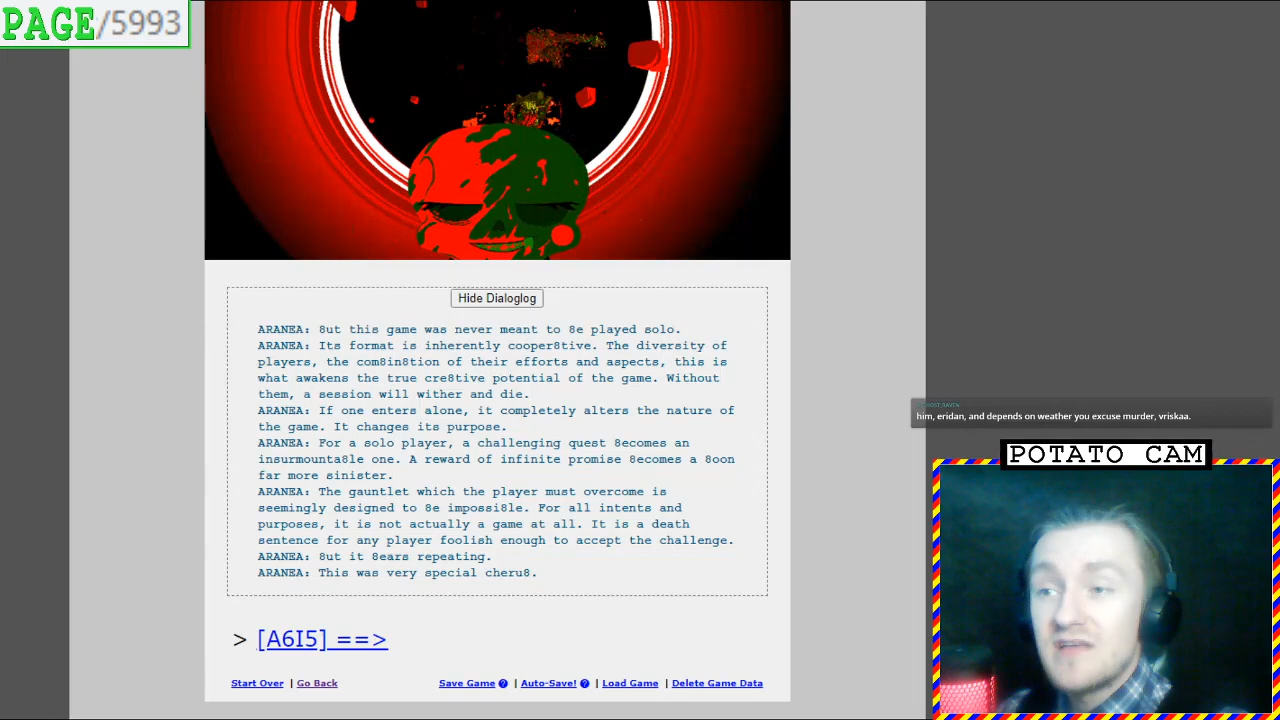 PAGE/5993
Hide Dialoglog
ARANEA: 8ut this game was never meant to 8e played solo.
ARANEA: Its format is inherently cooper8tive. The diversity of
players, the com8in8tion of their efforts and aspects, this is
what awakens the true cre8tive potential of the game. Without
them, a session will wither and die.
ARANEA: If one enters alone, it completely alters the nature of
the game. It changes its purpose.
ARANEA: For a solo player, a challenging quest 8ecomes an
insurmounta8le one. A reward of infinite promise 8ecomes a 8oon
far more sinister.
ARANEA: The gauntlet which the player must overcome is
seemingly designed to 8e impossi8le. For all intents and
purposes, it is not actually a game at all. It is a death
sentence for any player foolish enough to accept the challenge.
ARANEA: 8ut it 8ears repeating.
ARANEA: This was very special cheru8.
> [A6I5] ==>
Start Over | Go Back Save Game ? | Auto-Save! ? | Load Game | Delete Game Data
him, eridan, and depends on weather you excuse murder, vriskaa.
POTATO CAM